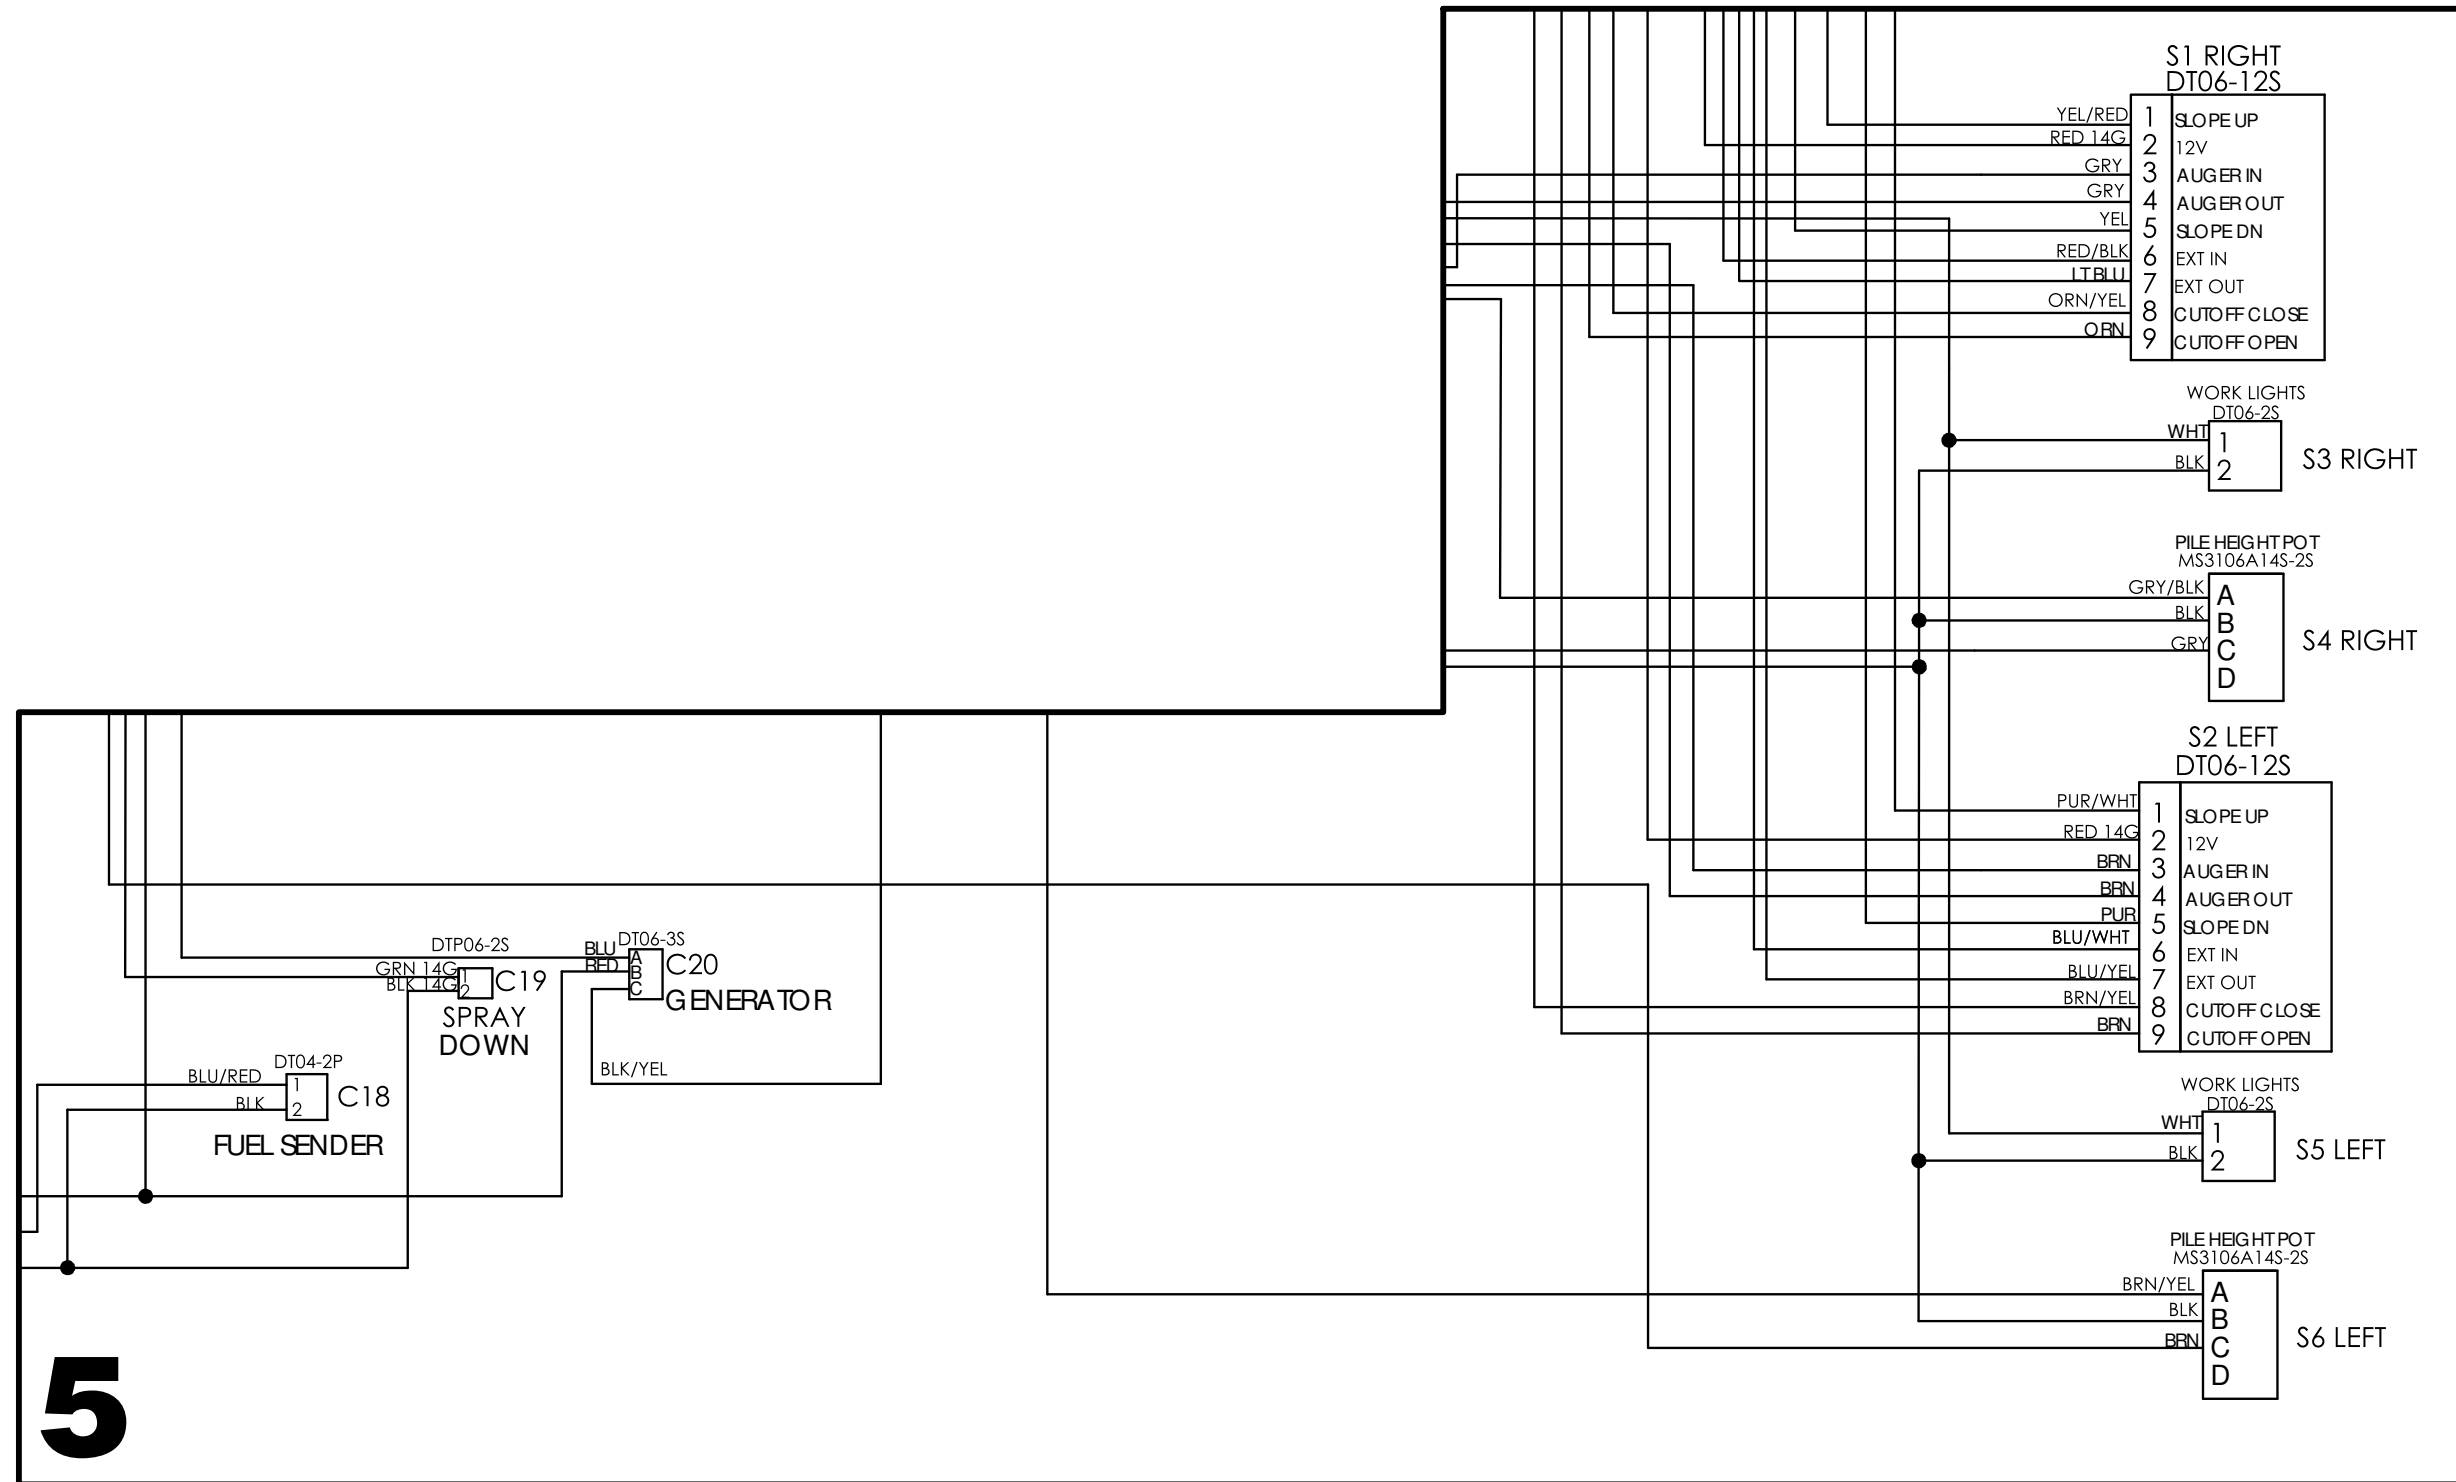 S1 RIGHT
DT06-12S
YEL/RED 1 SLOPE UP
RED 14G 2 12V
GRY 3 AUGER IN
GRY 4 AUGER OUT
YEL 5 SLOPE DN
RED/BLK 6 EXT IN
LT BLU 7 EXT OUT
ORN/YEL 8 CUTOFF CLOSE
ORN 9 CUTOFF OPEN
WORK LIGHTS
DT06-2S
WHT 1
BLK 2
S3 RIGHT
PILE HEIGHT POT
MS3106A14S-2S
GRY/BLK A
BLK B
GRY C
D
S4 RIGHT
S2 LEFT
DT06-12S
PUR/WHT 1 SLOPE UP
RED 14G 2 12V
BRN 3 AUGER IN
BRN 4 AUGER OUT
PUR 5 SLOPE DN
BLU/WHT 6 EXT IN
BLU/YEL 7 EXT OUT
BRN/YEL 8 CUTOFF CLOSE
BRN 9 CUTOFF OPEN
WORK LIGHTS
DT06-2S
WHT 1
BLK 2
S5 LEFT
PILE HEIGHT POT
MS3106A14S-2S
BRN/YEL A
BLK B
BRN C
D
S6 LEFT
DTP06-2S
GRN 14G 1
BLK 14G 2
C19
SPRAY
DOWN
DT06-3S
BLU A
RED B
C
C20
GENERATOR
BLK/YEL
DT04-2P
BLU/RED 1
BLK 2
C18
FUEL SENDER
5